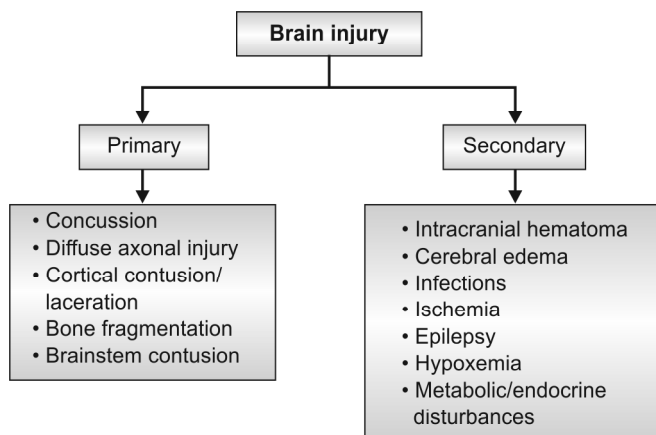 Brain injury
Primary
Secondary
• Concussion
• Diffuse axonal injury
• Cortical contusion/
laceration
• Bone fragmentation
• Brainstem contusion
• Intracranial hematoma
• Cerebral edema
• Infections
• Ischemia
• Epilepsy
• Hypoxemia
• Metabolic/endocrine
disturbances